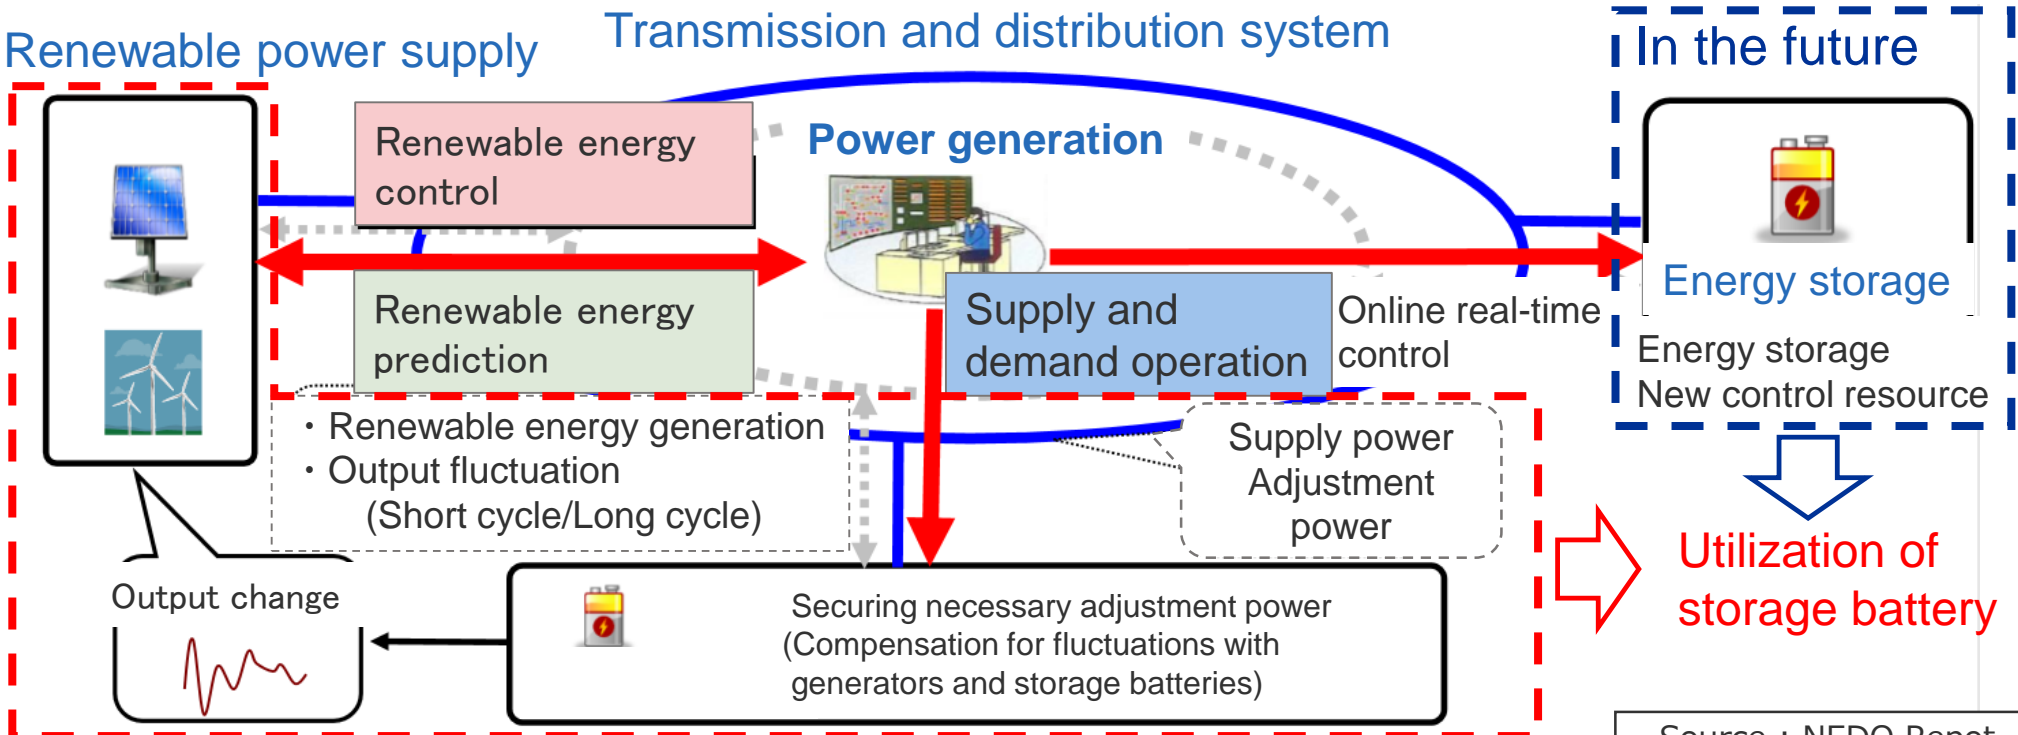 Renewable power supply
Transmission and distribution system
In the future
Renewable energy
control
Power generation
Renewable energy
prediction
Supply and
demand operation
Online real-time
control
Energy storage
Energy storage
New control resource
・Renewable energy generation
・Output fluctuation
(Short cycle/Long cycle)
Supply power
Adjustment
power
Utilization of
storage battery
Output change
Securing necessary adjustment power
(Compensation for fluctuations with
generators and storage batteries)
Source : NEDO Repot